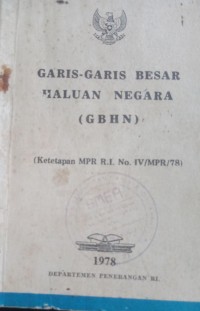 GARIS-GARIS BESAR
HALUAN NEGARA
(GBHN)
(Ketetapan MPR R.I. No. IV/MPR/78)
1978
DEPARTEMEN PENERANGAN RI.